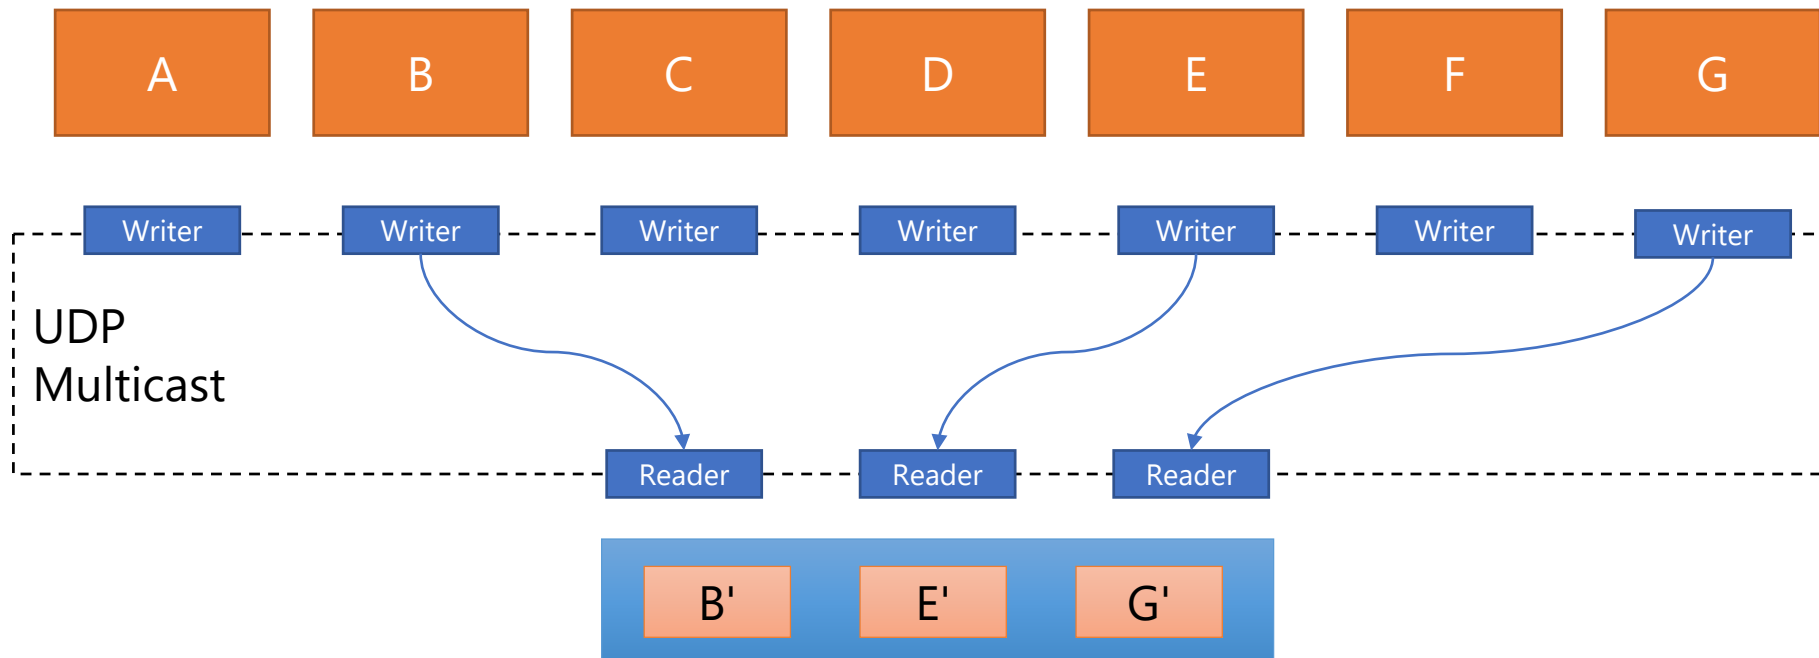 A
B
C
D
E
F
G
Writer
Writer
Writer
Writer
Writer
Writer
Writer
UDP
Multicast
Reader
Reader
Reader
B'
E'
G'